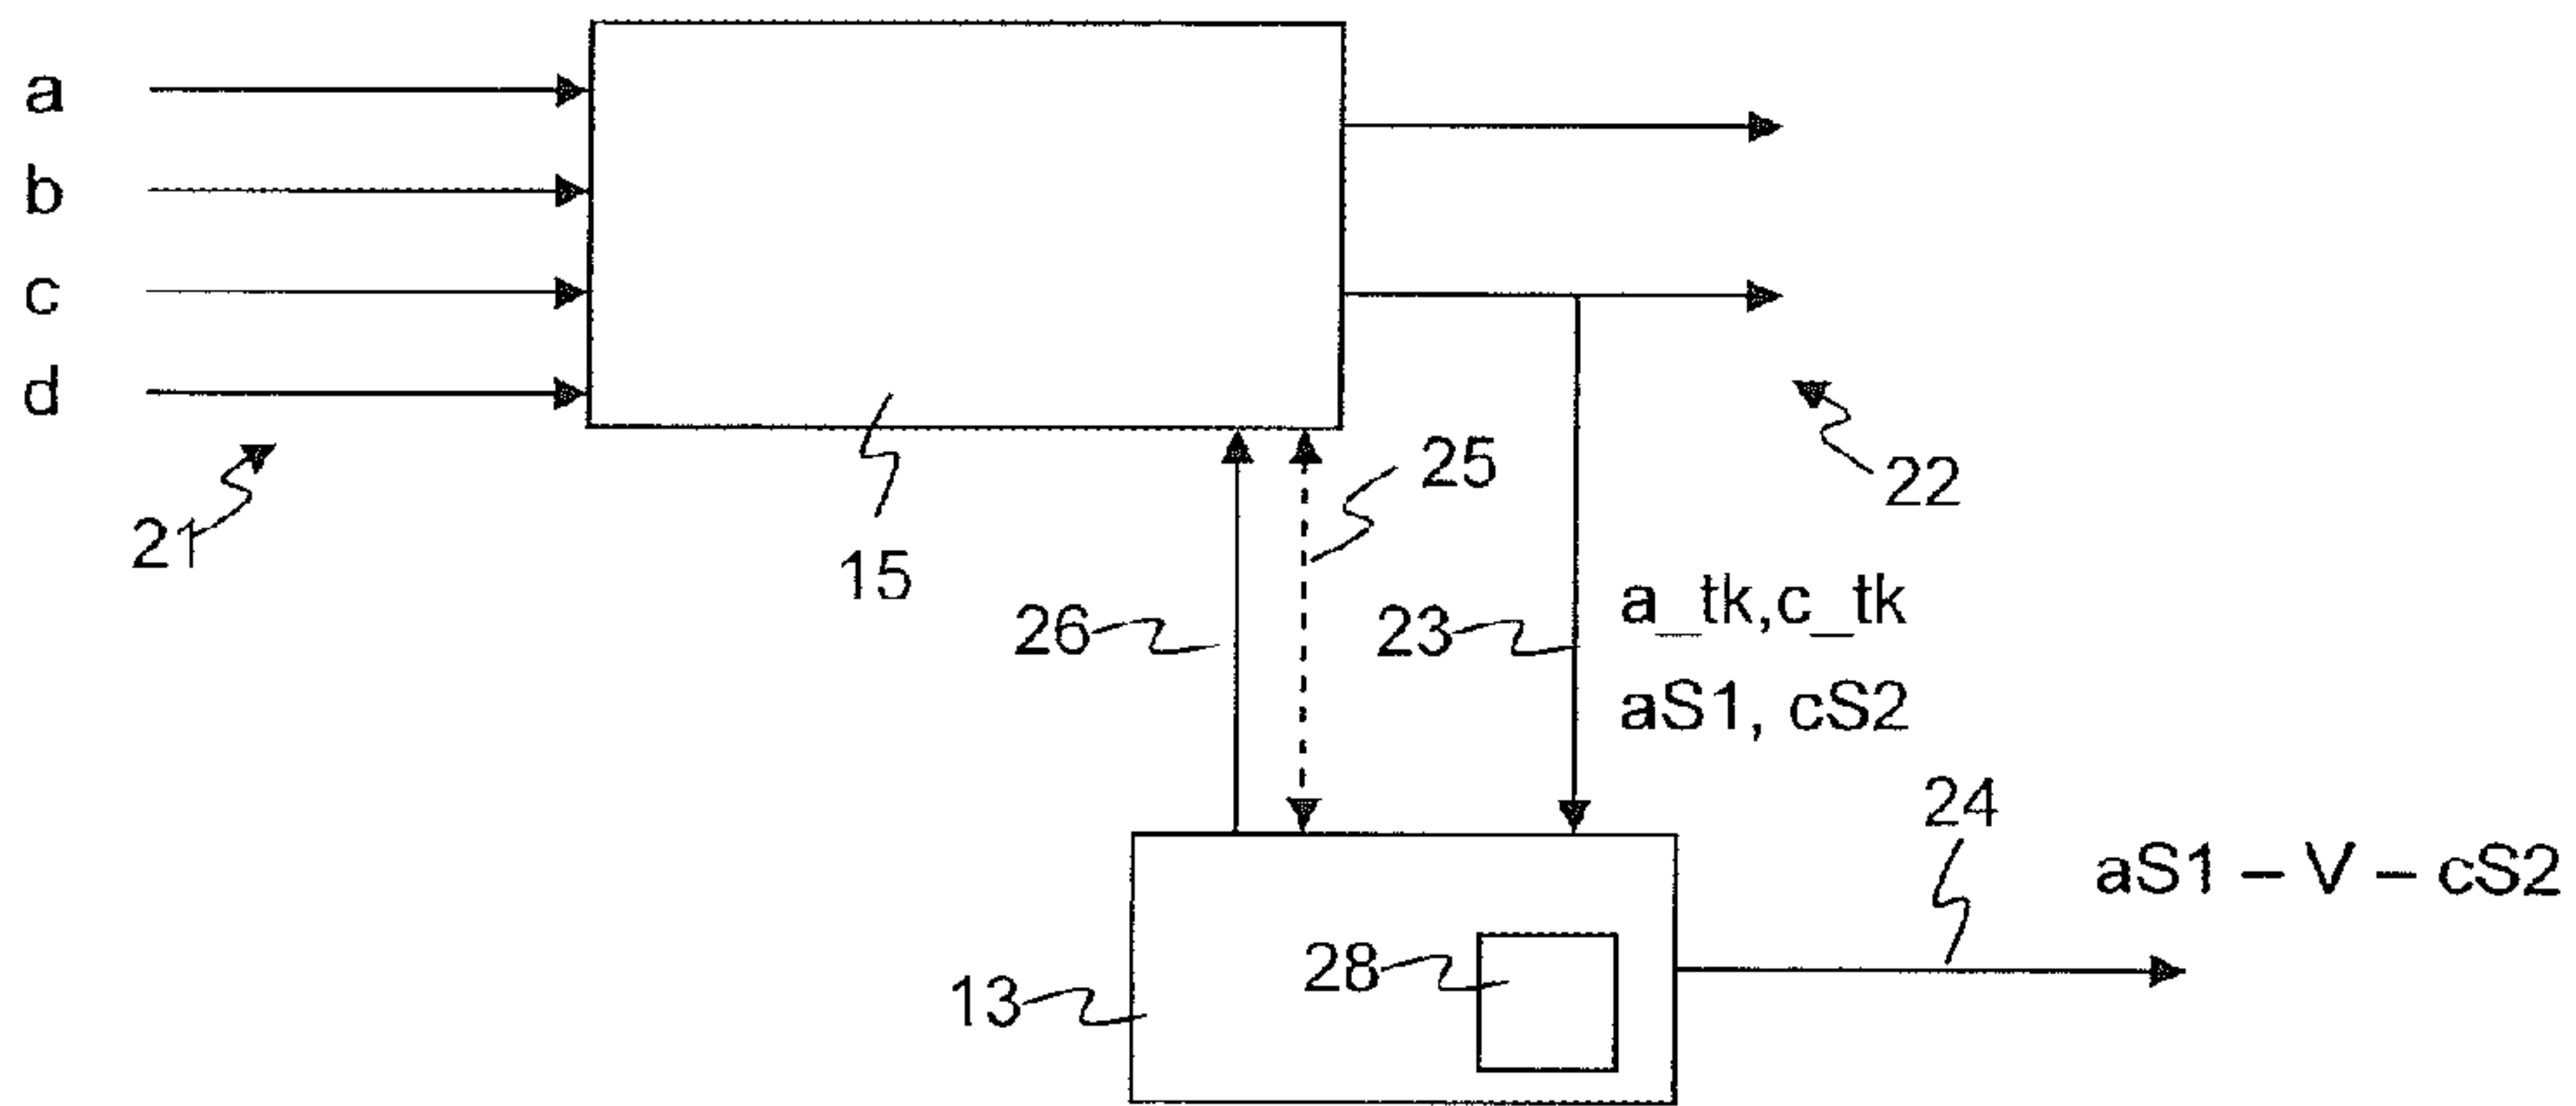 a
b
c
d
21
15
25
22
26
23
a_tk,c_tk
aS1, cS2
24
aS1 – V – cS2
28
13